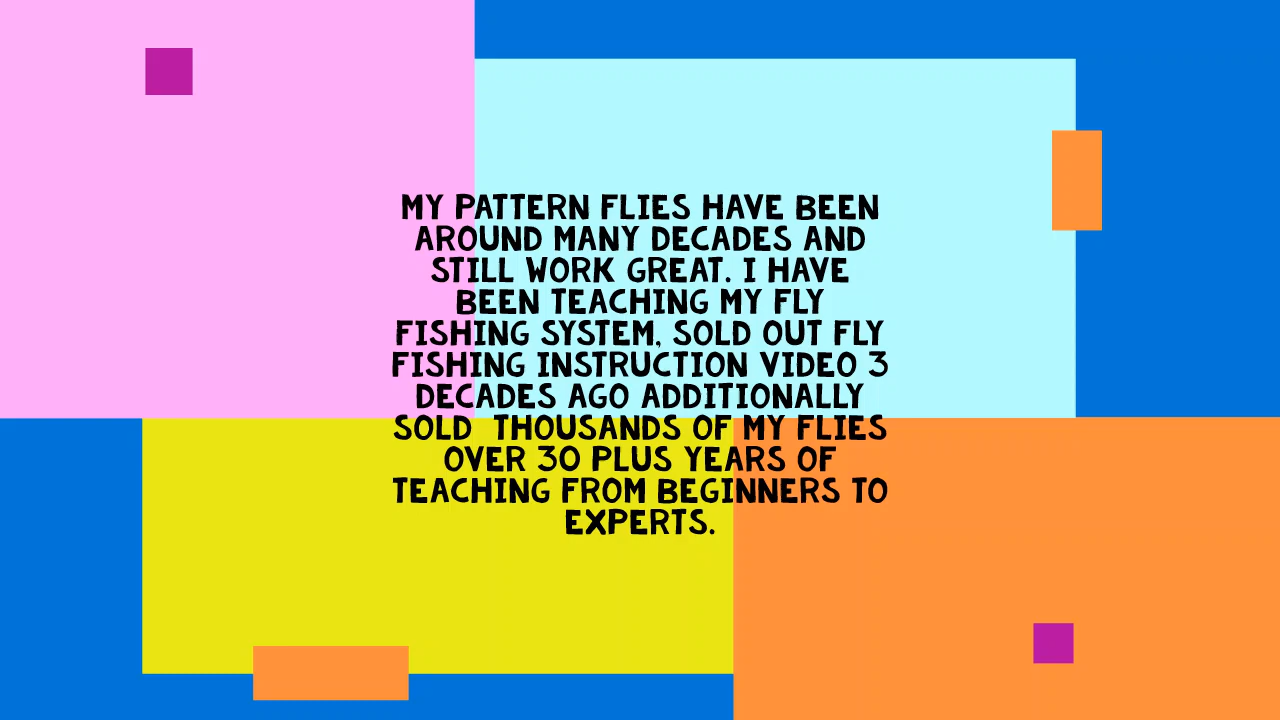 MY PATTERN FLIES HAVE BEEN
AROUND MANY DECADES AND
STILL WORK GREAT. I HAVE
BEEN TEACHING MY FLY
FISHING SYSTEM, SOLD OUT FLY
FISHING INSTRUCTION VIDEO 3
DECADES AGO ADDITIONALLY
SOLD  THOUSANDS OF MY FLIES
OVER 30 PLUS YEARS OF
TEACHING FROM BEGINNERS TO
EXPERTS.